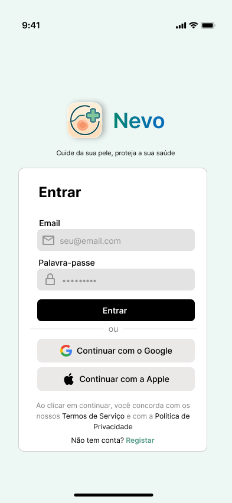 9:41
Nevo
Cuide da sua pele, proteja a sua saúde
Entrar
Email
seu@email.com
Palavra-passe
•••••••••
Entrar
ou
Continuar com o Google
Continuar com a Apple
Ao clicar em continuar, você concorda com os
nossos Termos de Serviço e com a Política de
Privacidade
Não tem conta? Registar